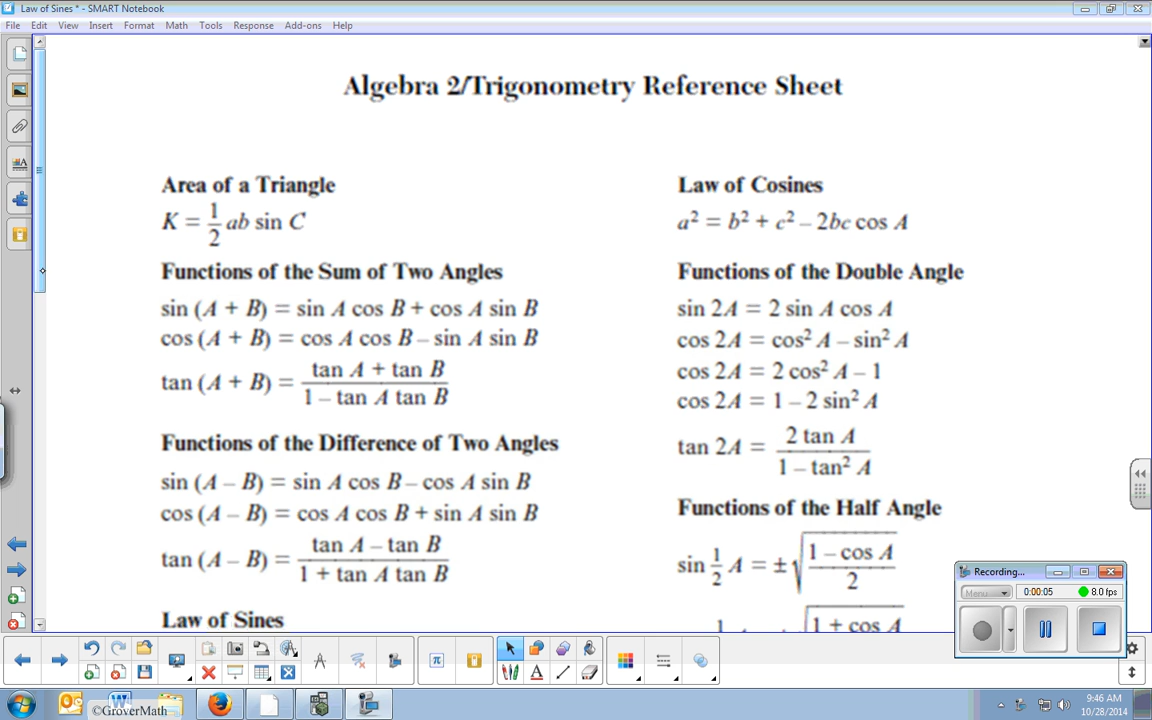 Law of Sines * - SMART Notebook
File Edit View Insert Format Math Tools Response Add-ons Help
Algebra 2/Trigonometry Reference Sheet
Area of a Triangle
K = 1/2 ab sin C
Functions of the Sum of Two Angles
sin (A + B) = sin A cos B + cos A sin B
cos (A + B) = cos A cos B – sin A sin B
tan (A + B) = tan A + tan B / 1 – tan A tan B
Functions of the Difference of Two Angles
sin (A – B) = sin A cos B – cos A sin B
cos (A – B) = cos A cos B + sin A sin B
tan (A – B) = tan A – tan B / 1 + tan A tan B
Law of Sines
Law of Cosines
a² = b² + c² – 2bc cos A
Functions of the Double Angle
sin 2A = 2 sin A cos A
cos 2A = cos² A – sin² A
cos 2A = 2 cos² A – 1
cos 2A = 1 – 2 sin² A
tan 2A = 2 tan A / 1 – tan² A
Functions of the Half Angle
sin 1/2 A = ± √ 1 – cos A / 2
1 + cos A
Recording...
Menu 0:00:05 8.0 fps
©GroverMath
9:46 AM
10/28/2014